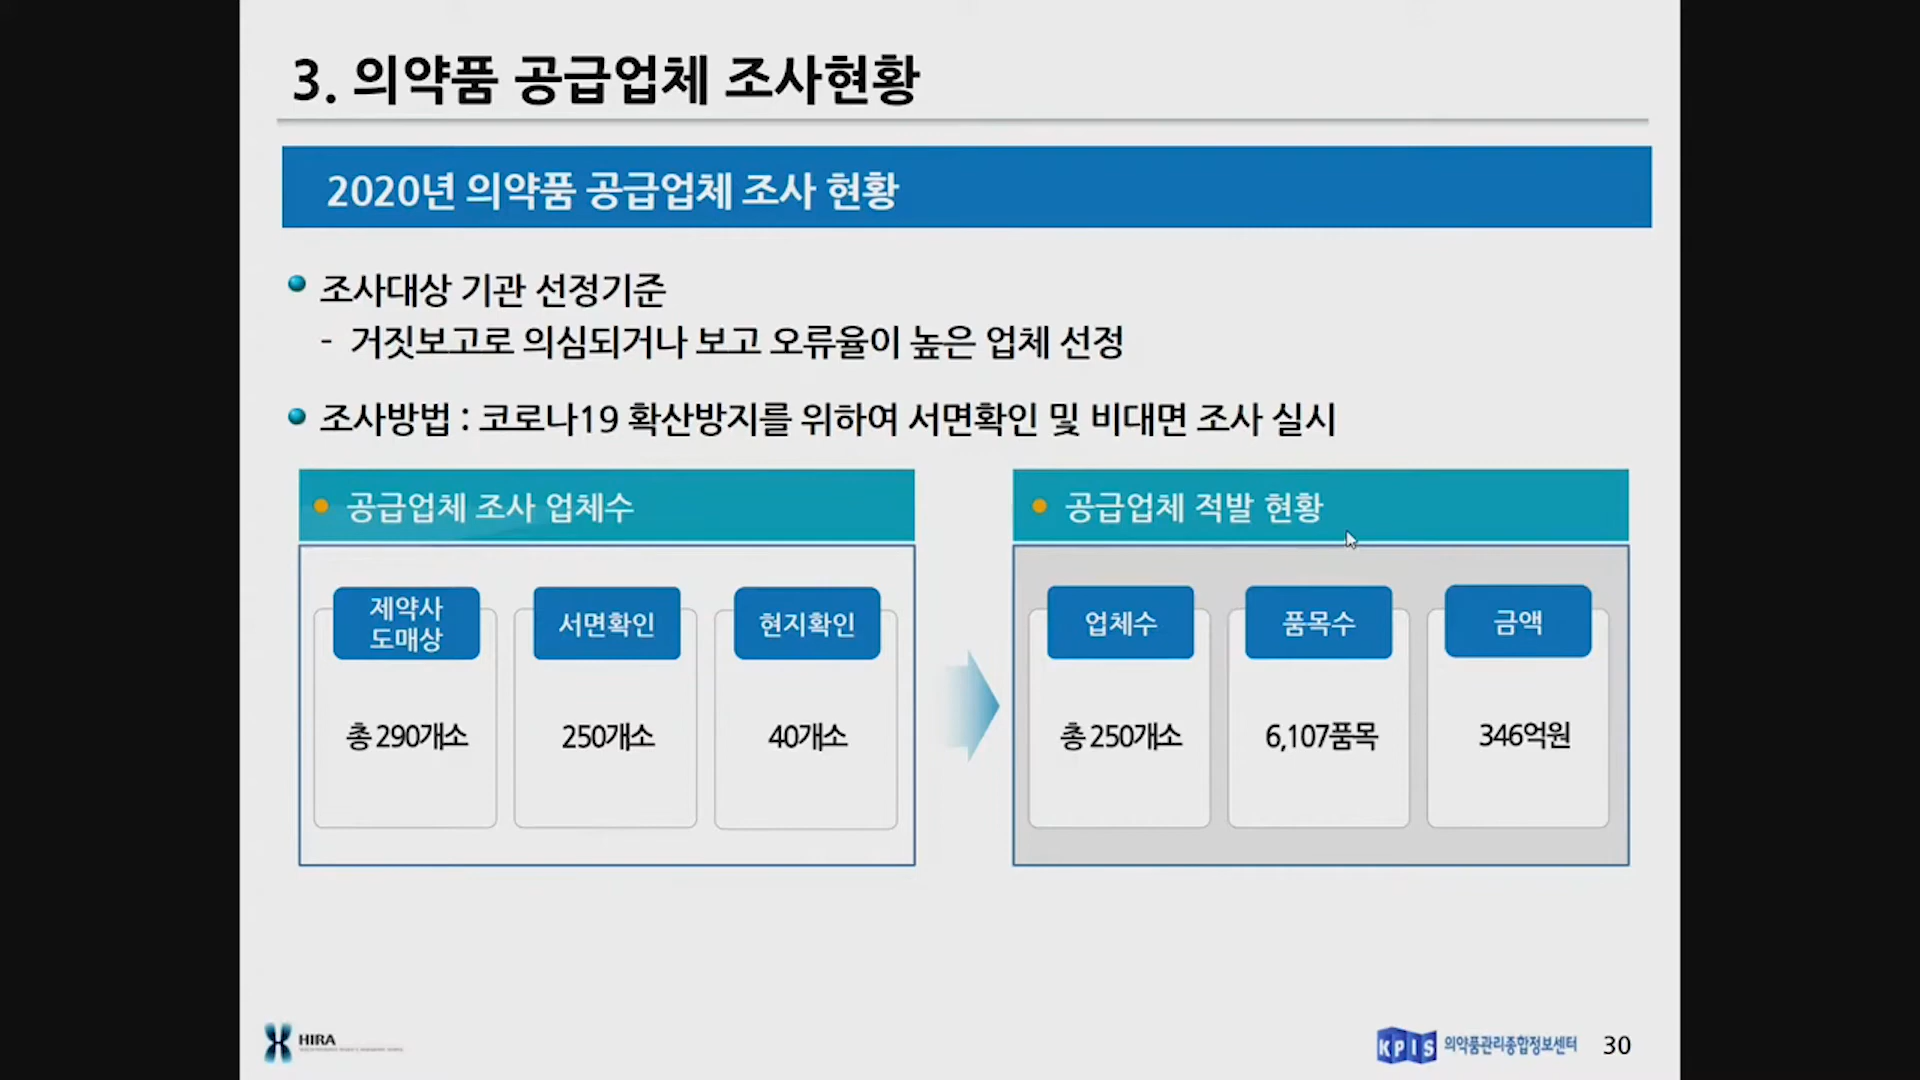 3. 의약품 공급업체 조사현황
2020년 의약품 공급업체 조사 현황
조사대상 기관 선정기준
- 거짓보고로 의심되거나 보고 오류율이 높은 업체 선정
조사방법 : 코로나19 확산방지를 위하여 서면확인 및 비대면 조사 실시
공급업체 조사 업체수
제약사
도매상
서면확인
현지확인
총 290개소
250개소
40개소
공급업체 적발 현황
업체수
품목수
금액
총 250개소
6,107품목
346억원
HIRA
KPIS 의약품관리종합정보센터
30